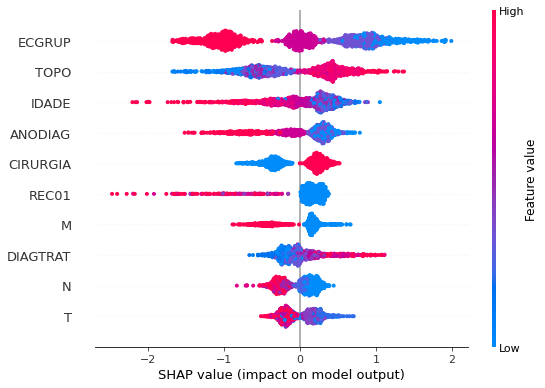 High
ECGRUP
TOPO
IDADE
ANODIAG
CIRURGIA
REC01
M
DIAGTRAT
N
T
Feature value
Low
−2
−1
0
1
2
SHAP value (impact on model output)